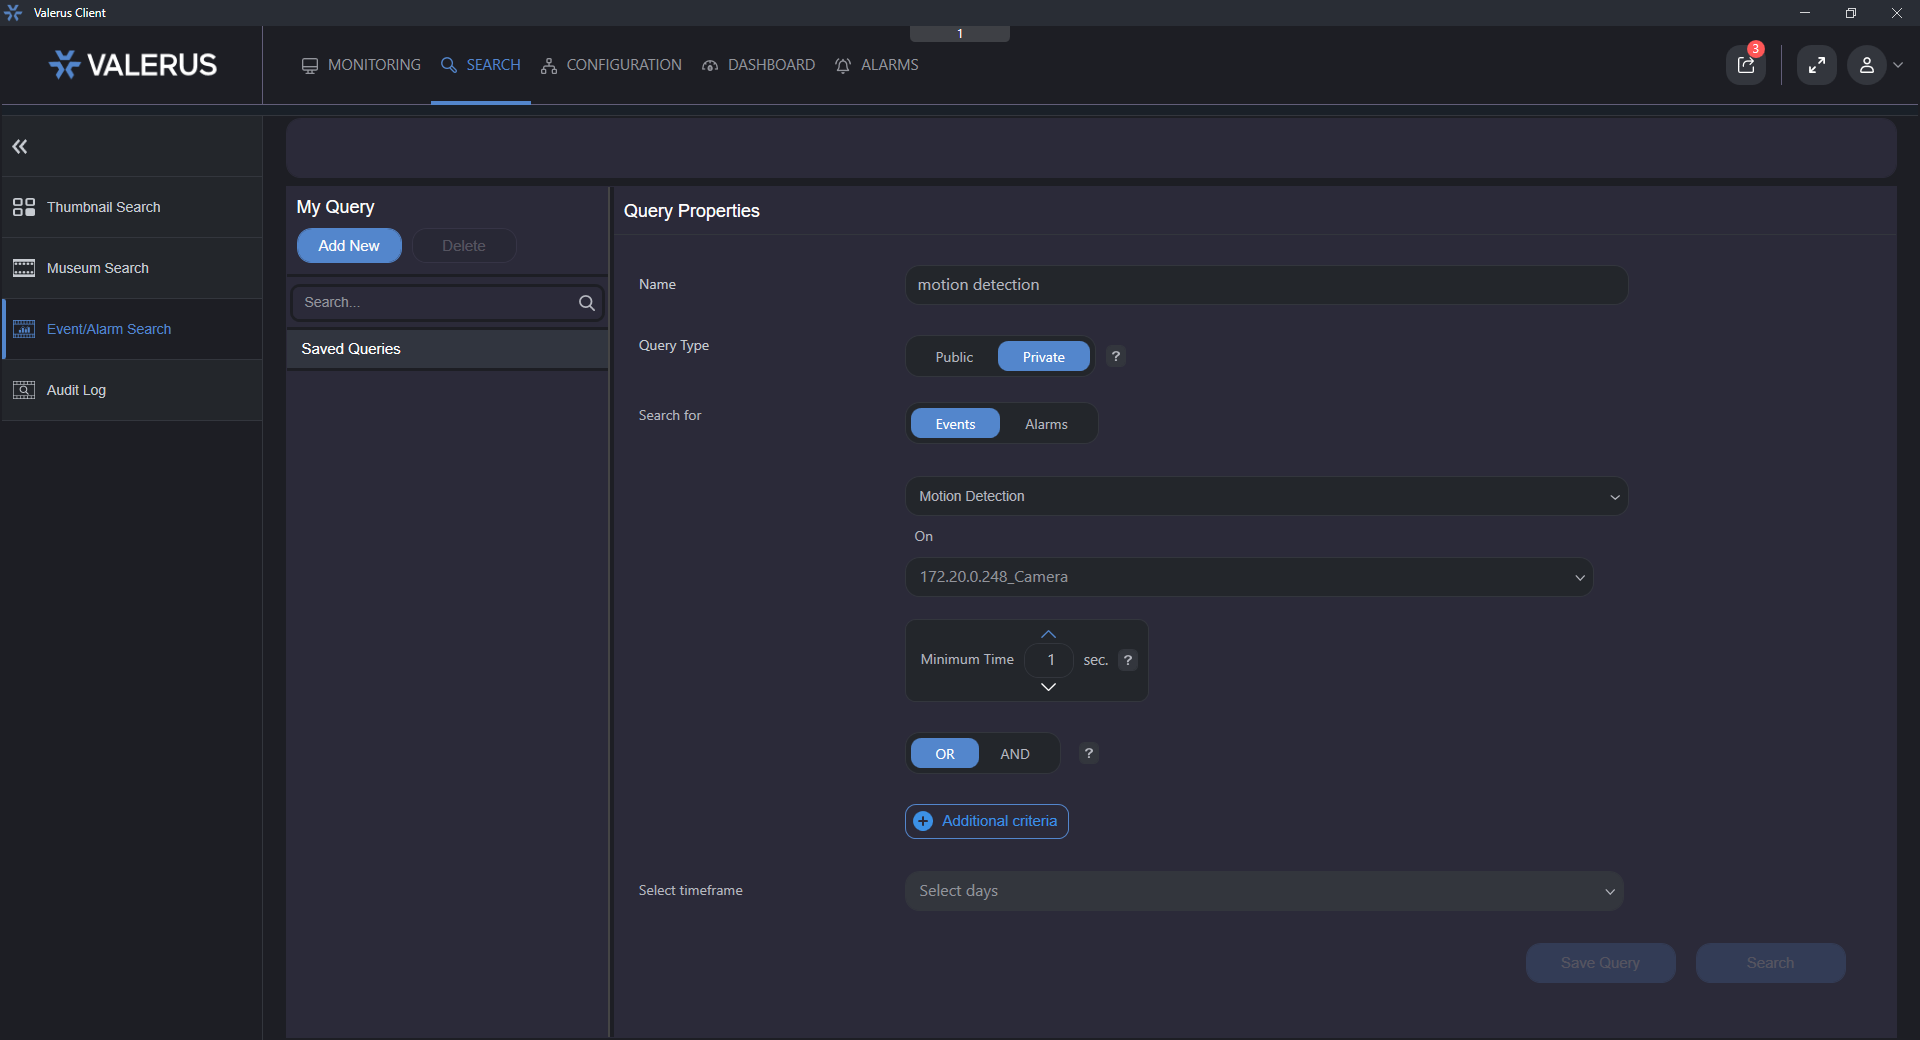 Valerus Client
1
VALERUS
MONITORING
SEARCH
CONFIGURATION
DASHBOARD
ALARMS
3
Thumbnail Search
Museum Search
Event/Alarm Search
Audit Log
My Query
Add New
Delete
Search...
Saved Queries
Query Properties
Name
motion detection
Query Type
Public
Private
?
Search for
Events
Alarms
Motion Detection
On
172.20.0.248_Camera
Minimum Time
1
sec.
?
OR
AND
?
Additional criteria
Select timeframe
Select days
Save Query
Search